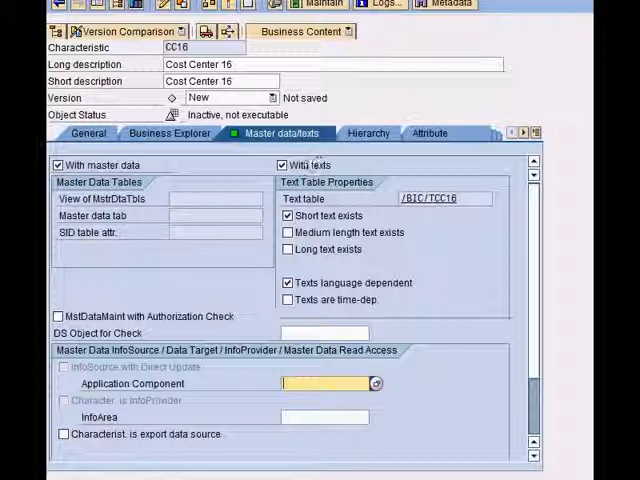 Maintain Logs... Metadata
Version Comparison Business Content
Characteristic CC16
Long description Cost Center 16
Short description Cost Center 16
Version New Not saved
Object Status Inactive, not executable
General Business Explorer Master data/texts Hierarchy Attribute
With master data With texts
Master Data Tables Text Table Properties
View of MstrDtaTbls Text table /BIC/TCC16
Master data tab Short text exists
SID table attr. Medium length text exists
Long text exists
Texts language dependent
Texts are time-dep.
MstDataMaint with Authorization Check
DS Object for Check
Master Data InfoSource / Data Target / InfoProvider / Master Data Read Access
InfoSource with Direct Update
Application Component
Character. is InfoProvider
InfoArea
Characterist. is export data source